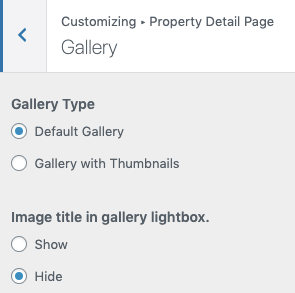 Customizing ▸ Property Detail Page
Gallery
Gallery Type
Default Gallery
Gallery with Thumbnails
Image title in gallery lightbox.
Show
Hide